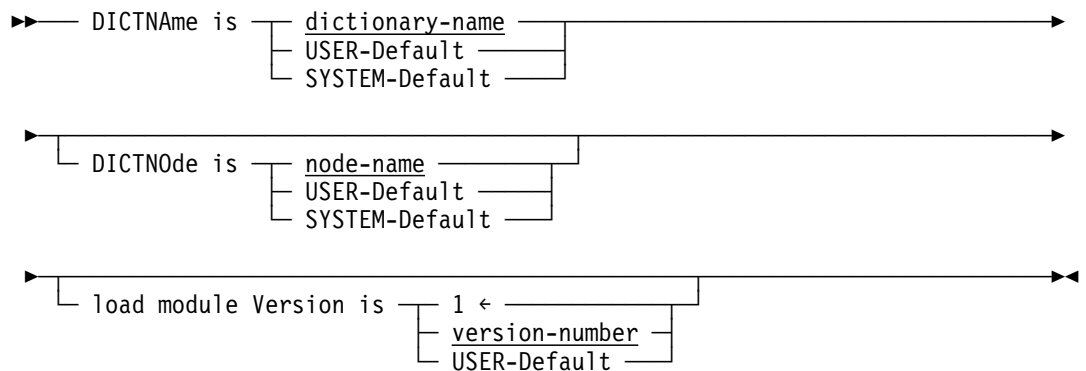 DICTNAme is dictionary-name
USER-Default
SYSTEM-Default
DICTNOde is node-name
USER-Default
SYSTEM-Default
load module Version is 1 ←
version-number
USER-Default